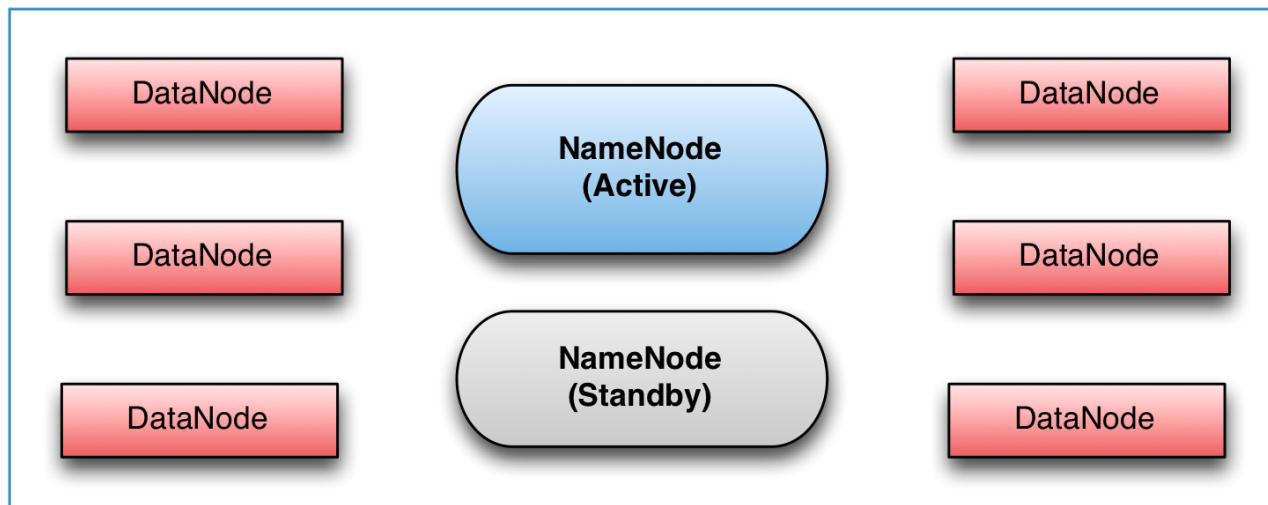 DataNode
NameNode
(Active)
DataNode
DataNode
DataNode
NameNode
(Standby)
DataNode
DataNode